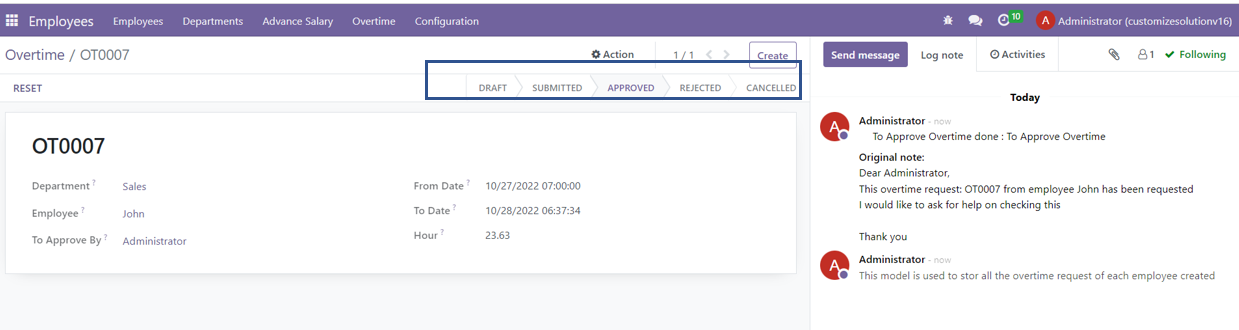 Employees Employees Departments Advance Salary Overtime Configuration 10 A Administrator (customizesolutionv16)
Overtime / OT0007 Action 1 / 1 Create
RESET DRAFT SUBMITTED APPROVED REJECTED CANCELLED
OT0007
Department ? Sales
Employee ? John
To Approve By ? Administrator
From Date ? 10/27/2022 07:00:00
To Date ? 10/28/2022 06:37:34
Hour ? 23.63
Send message Log note Activities 1 Following
Today
A Administrator - now
To Approve Overtime done : To Approve Overtime
Original note:
Dear Administrator,
This overtime request: OT0007 from employee John has been requested
I would like to ask for help on checking this
Thank you
A Administrator - now
This model is used to stor all the overtime request of each employee created